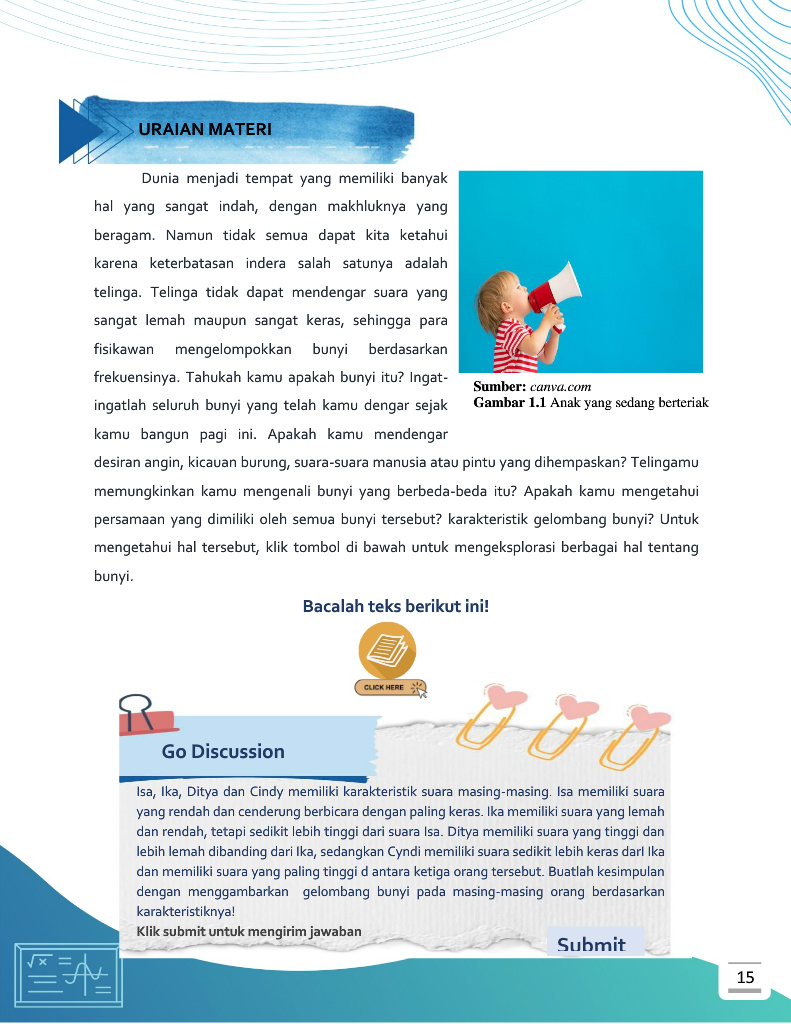 URAIAN MATERI
Dunia menjadi tempat yang memiliki banyak
hal yang sangat indah, dengan makhluknya yang
beragam. Namun tidak semua dapat kita ketahui
karena keterbatasan indera salah satunya adalah
telinga. Telinga tidak dapat mendengar suara yang
sangat lemah maupun sangat keras, sehingga para
fisikawan mengelompokkan bunyi berdasarkan
frekuensinya. Tahukah kamu apakah bunyi itu? Ingat-
ingatlah seluruh bunyi yang telah kamu dengar sejak
kamu bangun pagi ini. Apakah kamu mendengar
Sumber: canva.com
Gambar 1.1 Anak yang sedang berteriak
desiran angin, kicauan burung, suara-suara manusia atau pintu yang dihempaskan? Telingamu
memungkinkan kamu mengenali bunyi yang berbeda-beda itu? Apakah kamu mengetahui
persamaan yang dimiliki oleh semua bunyi tersebut? karakteristik gelombang bunyi? Untuk
mengetahui hal tersebut, klik tombol di bawah untuk mengeksplorasi berbagai hal tentang
bunyi.
Bacalah teks berikut ini!
CLICK HERE
Go Discussion
Isa, Ika, Ditya dan Cindy memiliki karakteristik suara masing-masing. Isa memiliki suara
yang rendah dan cenderung berbicara dengan paling keras. Ika memiliki suara yang lemah
dan rendah, tetapi sedikit lebih tinggi dari suara Isa. Ditya memiliki suara yang tinggi dan
lebih lemah dibanding dari Ika, sedangkan Cyndi memiliki suara sedikit lebih keras darI Ika
dan memiliki suara yang paling tinggi d antara ketiga orang tersebut. Buatlah kesimpulan
dengan menggambarkan gelombang bunyi pada masing-masing orang berdasarkan
karakteristiknya!
Klik submit untuk mengirim jawaban
Submit
15